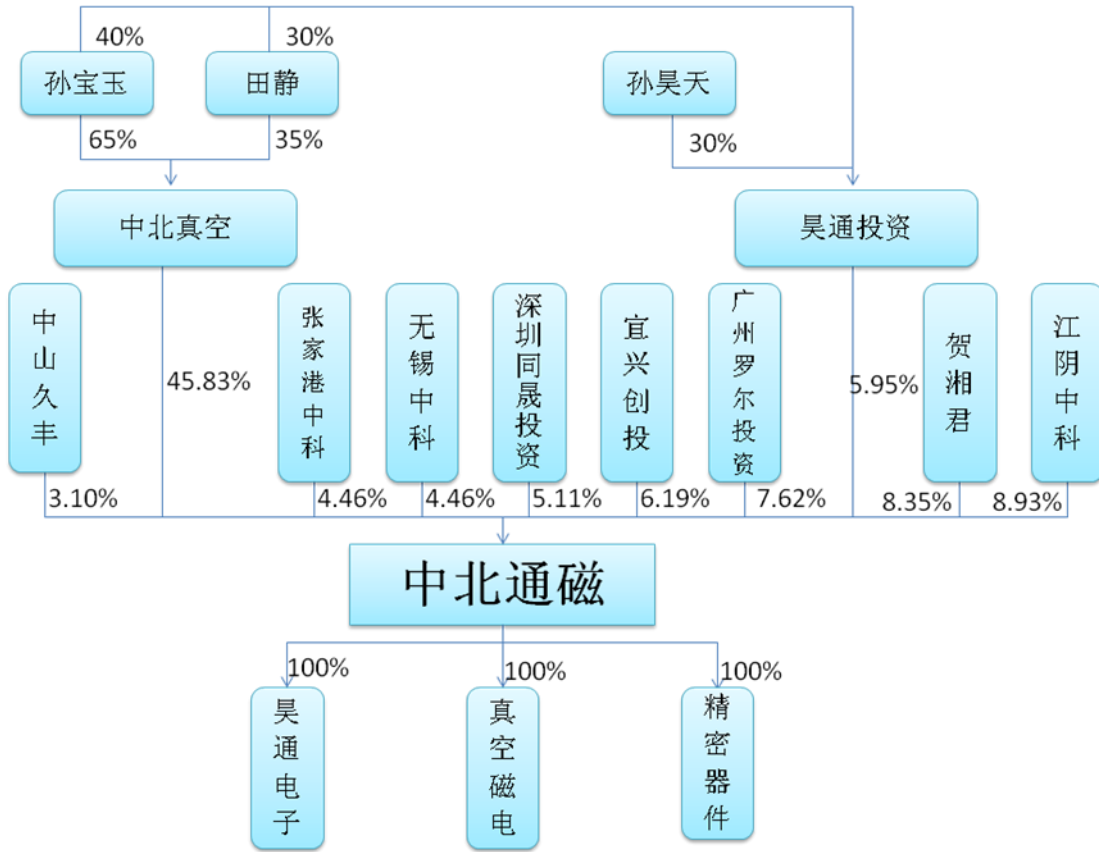 40%
30%
孙宝玉
田静
孙昊天
65%
35%
30%
中北真空
昊通投资
中山久丰
45.83%
张家港中科
无锡中科
深圳同晟投资
宜兴创投
广州罗尔投资
5.95%
贺湘君
江阴中科
3.10%
4.46%
4.46%
5.11%
6.19%
7.62%
8.35%
8.93%
中北通磁
100%
100%
100%
昊通电子
真空磁电
精密器件